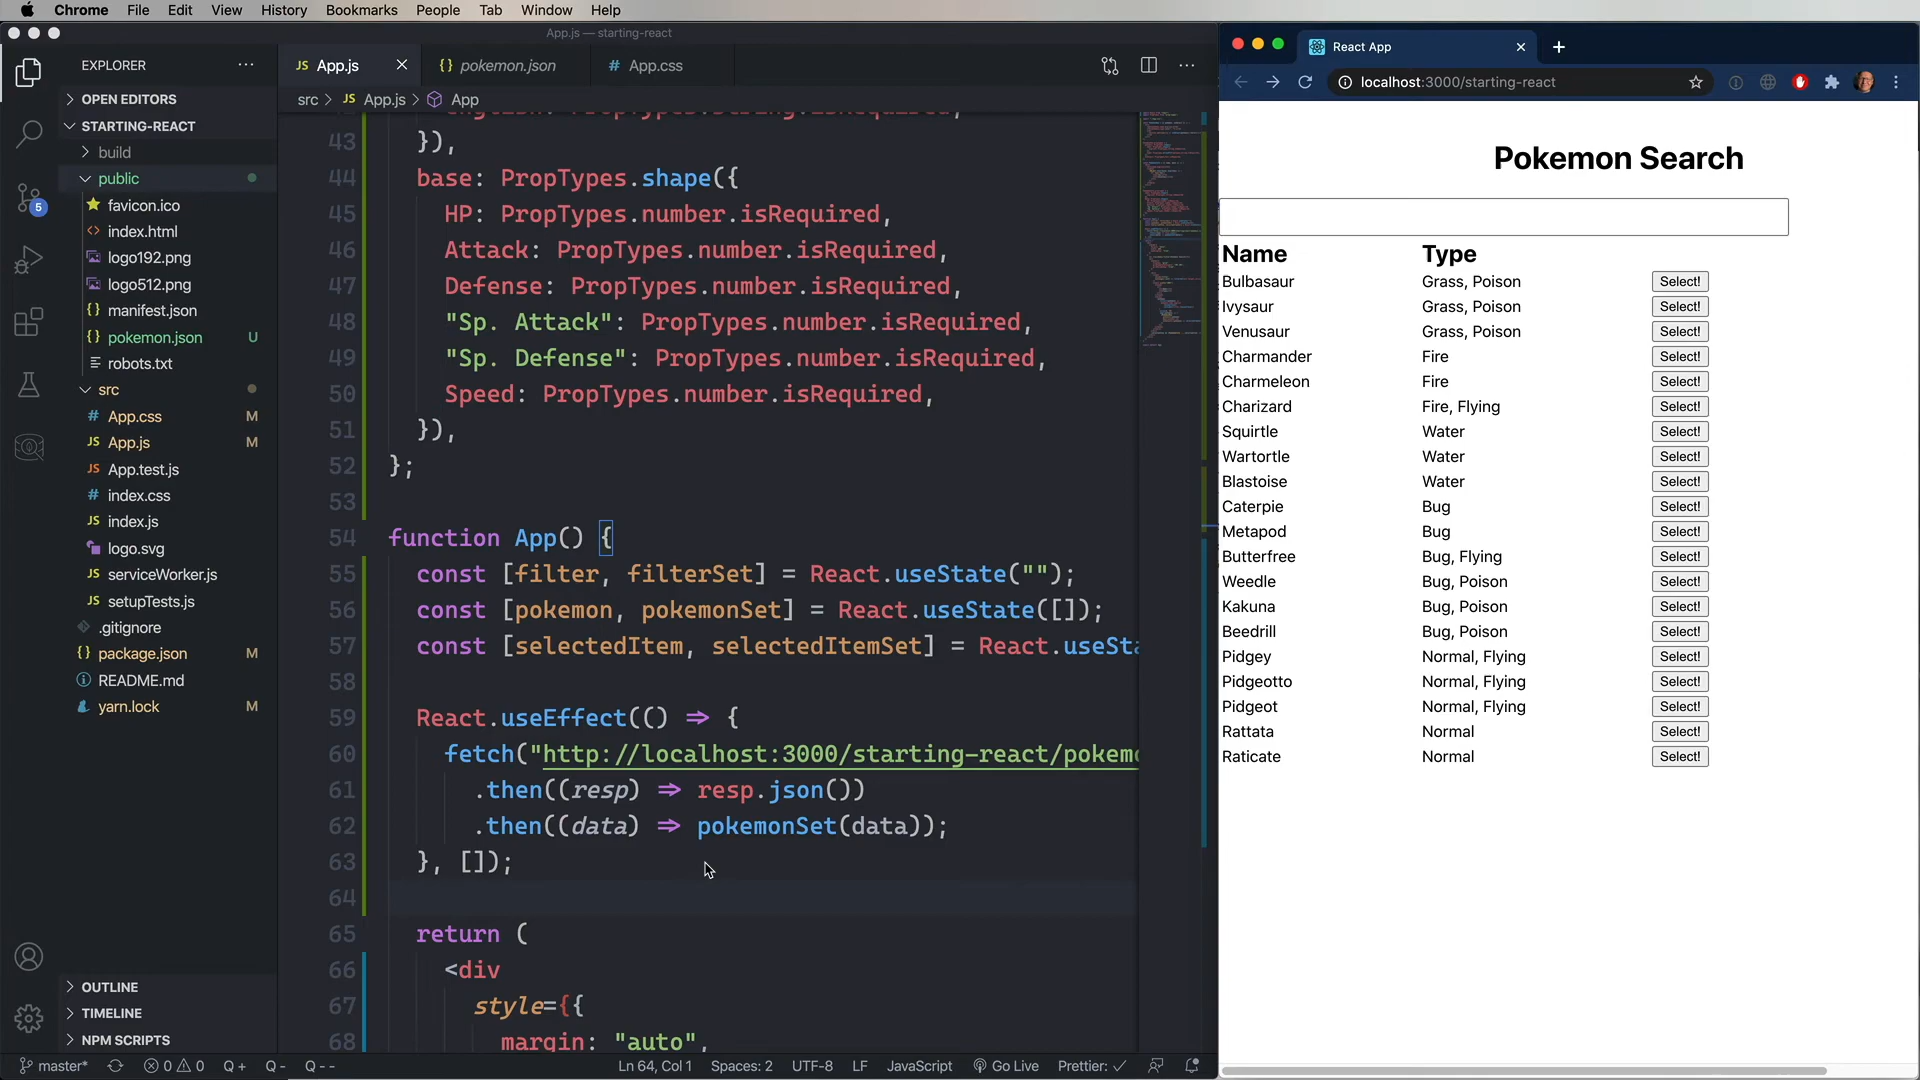 Chrome File Edit View History Bookmarks People Tab Window Help
App.js — starting-react
EXPLORER
OPEN EDITORS
STARTING-REACT
build
public
favicon.ico
index.html
logo192.png
logo512.png
manifest.json
pokemon.json U
robots.txt
src
App.css M
App.js M
App.test.js
index.css
index.js
logo.svg
serviceWorker.js
setupTests.js
.gitignore
package.json M
README.md
yarn.lock M
OUTLINE
TIMELINE
NPM SCRIPTS
5
JS App.js
{} pokemon.json
# App.css
src > JS App.js > App
43 }),
44 base: PropTypes.shape({
45 HP: PropTypes.number.isRequired,
46 Attack: PropTypes.number.isRequired,
47 Defense: PropTypes.number.isRequired,
48 "Sp. Attack": PropTypes.number.isRequired,
49 "Sp. Defense": PropTypes.number.isRequired,
50 Speed: PropTypes.number.isRequired,
51 }),
52 };
53
54 function App() {
55 const [filter, filterSet] = React.useState("");
56 const [pokemon, pokemonSet] = React.useState([]);
57 const [selectedItem, selectedItemSet] = React.useSta
58
59 React.useEffect(() => {
60 fetch("http://localhost:3000/starting-react/pokem
61 .then((resp) => resp.json())
62 .then((data) => pokemonSet(data));
63 }, []);
64
65 return (
66 <div
67 style={{
68 margin: "auto",
master* 0 0 Q + Q - Q - - Ln 64, Col 1 Spaces: 2 UTF-8 LF JavaScript Go Live Prettier: ✓
React App
localhost:3000/starting-react
Pokemon Search
Name Type
Bulbasaur Grass, Poison Select!
Ivysaur Grass, Poison Select!
Venusaur Grass, Poison Select!
Charmander Fire Select!
Charmeleon Fire Select!
Charizard Fire, Flying Select!
Squirtle Water Select!
Wartortle Water Select!
Blastoise Water Select!
Caterpie Bug Select!
Metapod Bug Select!
Butterfree Bug, Flying Select!
Weedle Bug, Poison Select!
Kakuna Bug, Poison Select!
Beedrill Bug, Poison Select!
Pidgey Normal, Flying Select!
Pidgeotto Normal, Flying Select!
Pidgeot Normal, Flying Select!
Rattata Normal Select!
Raticate Normal Select!